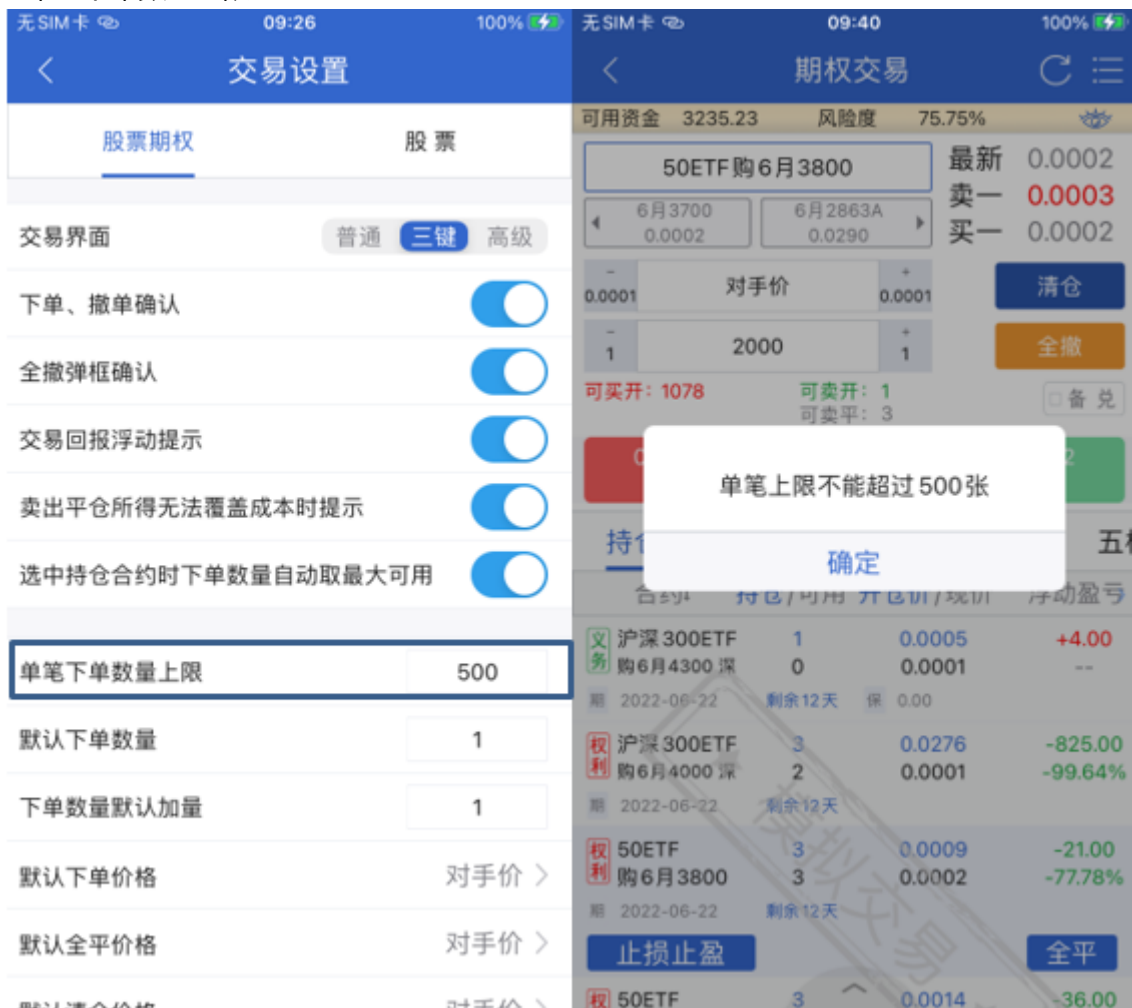 无SIM卡 09:26 100%
交易设置
股票期权 股 票
交易界面 普通 三键 高级
下单、撤单确认
全撤弹框确认
交易回报浮动提示
卖出平仓所得无法覆盖成本时提示
选中持仓合约时下单数量自动取最大可用
单笔下单数量上限 500
默认下单数量 1
下单数量默认加量 1
默认下单价格 对手价
默认全平价格 对手价
无SIM卡 09:40 100%
期权交易
可用资金 3235.23 风险度 75.75%
50ETF购6月3800 最新 0.0002
卖一 0.0003
6月3700 6月2863A
0.0002 0.0290 买一 0.0002
- 对手价 + 清仓
0.0001 0.0001
- 2000 + 全撤
1 1
可买开: 1078 可卖开: 1 备 兑
可卖平: 3
单笔上限不能超过500张
确定
持仓
合约 持仓/可用 开仓价/现价 浮动盈亏
义务 沪深300ETF 1 0.0005 +4.00
购6月4300 深 0 0.0001 --
期 2022-06-22 剩余12天 保 0.00
权利 沪深300ETF 3 0.0276 -825.00
购6月4000 深 2 0.0001 -99.64%
期 2022-06-22 剩余12天
权利 50ETF 3 0.0009 -21.00
购6月3800 3 0.0002 -77.78%
期 2022-06-22 剩余12天
止损止盈 全平
权 50ETF 3 0.0014 -36.00
模拟交易